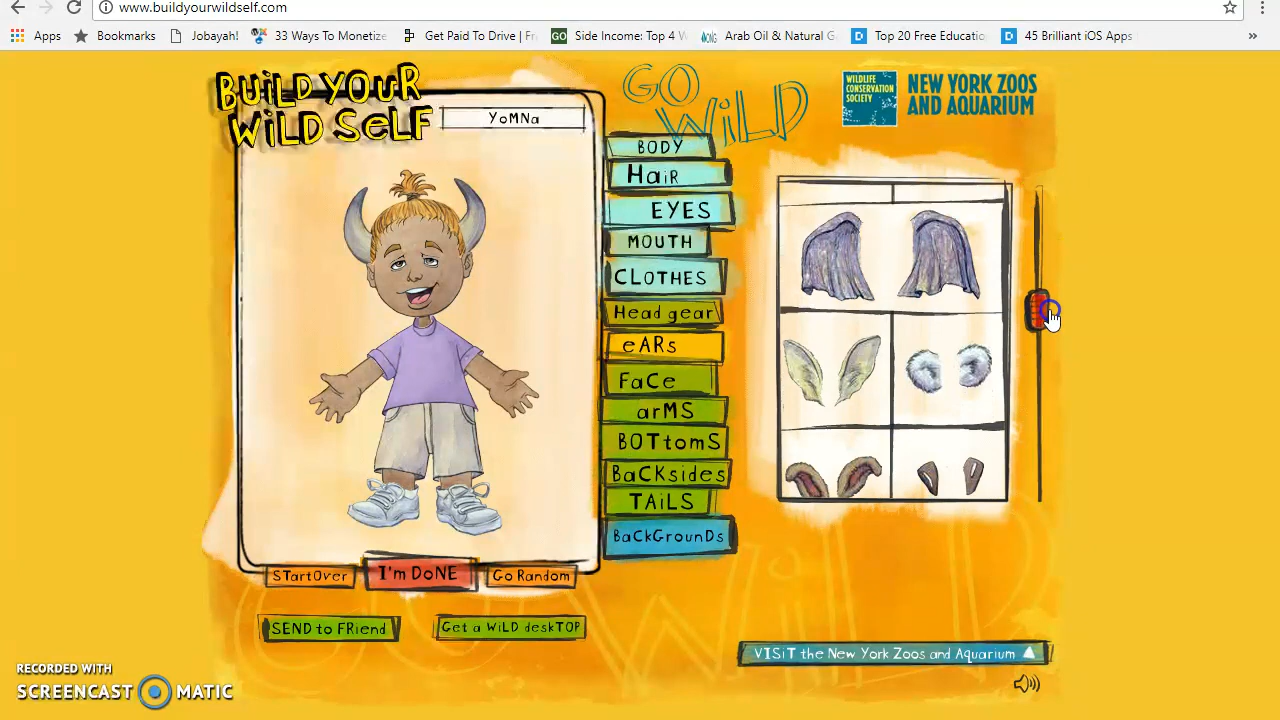 www.buildyourwildself.com
Apps Bookmarks Jobayah! 33 Ways To Monetize Get Paid To Drive | Fr Side Income: Top 4 W Arab Oil & Natural G Top 20 Free Educatio 45 Brilliant iOS Apps »
BUiLD YOUR
WiLD SeLF
YoMNa
GO
WiLD
WILDLIFE
CONSERVATION
SOCIETY
NEW YORK ZOOS
AND AQUARIUM
BODY
HaiR
EYES
MOUTH
CLOTHES
Head gear
eARs
FaCe
arMS
BOTtomS
BaCKsides
TAiLS
BaCKGrounDs
STartOver
I'm DoNE
Go Random
SEND to FRiend
Get a WiLD deskTOP
VISiT the New York Zoos and Aquarium
RECORDED WITH
SCREENCAST MATIC
GO WiLD